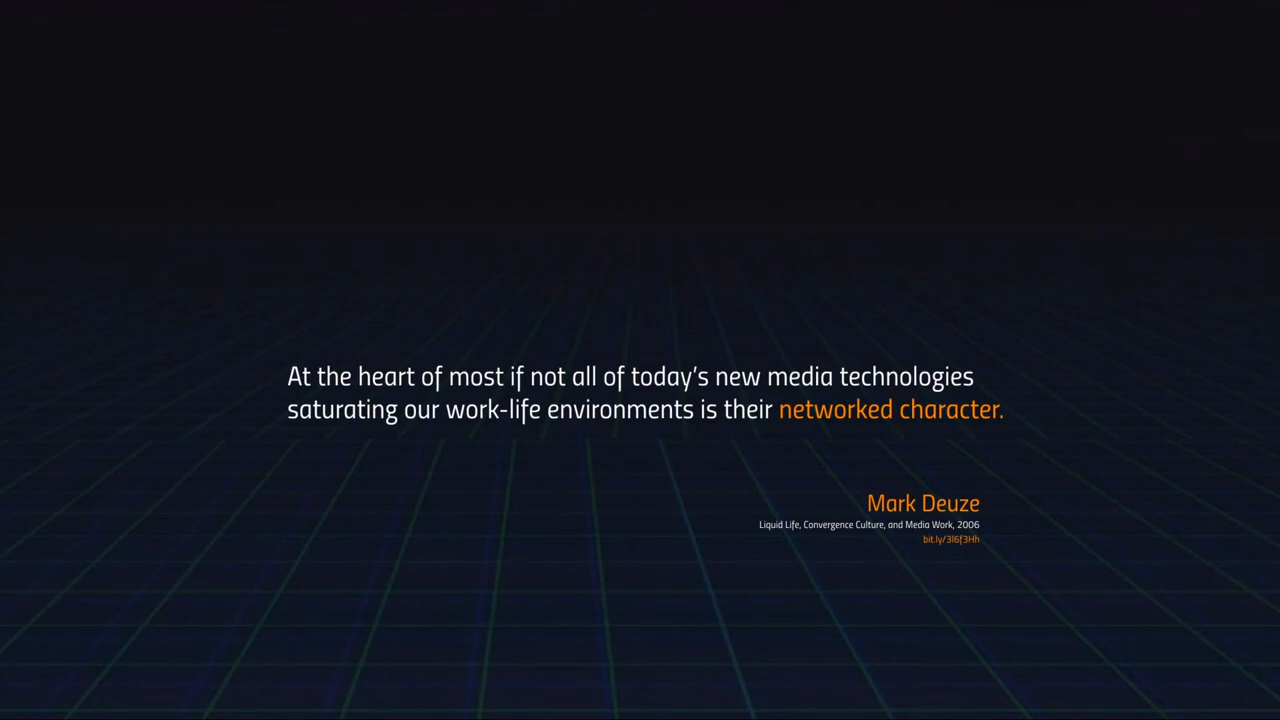 At the heart of most if not all of today's new media technologies
saturating our work-life environments is their networked character.
Mark Deuze
Liquid Life, Convergence Culture, and Media Work, 2006
bit.ly/3I6f3Hh